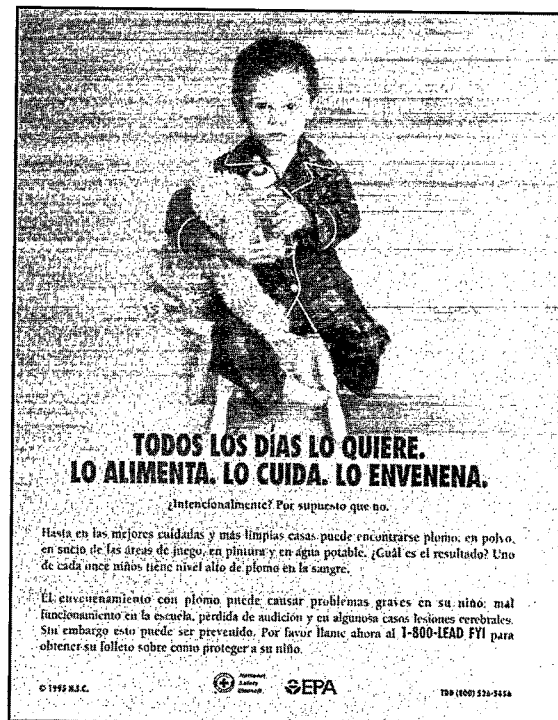 TODOS LOS DÍAS LO QUIERE.
LO ALIMENTA. LO CUIDA. LO ENVENENA.
¿Intencionalmente? Por supuesto que no.
Hasta en las mejores cuidadas y más limpias casas puede encontrarse plomo: en polvo,
en sucio de las áreas de juego, en pintura y en agua potable. ¿Cuál es el resultado? Uno
de cada once niños tiene nivel alto de plomo en la sangre.
El envenenamiento con plomo puede causar problemas graves en su niño: mal
funcionamiento en la escuela, pérdida de audición y en algunosa casos lesiones cerebrales.
Sin embargo esto puede ser prevenido. Por favor llame ahora al 1-800-LEAD FYI para
obtener su folleto sobre como proteger a su niño.
© 1995 N.S.C.
National
Safety
Council
EPA
TDD (800) 526-5456